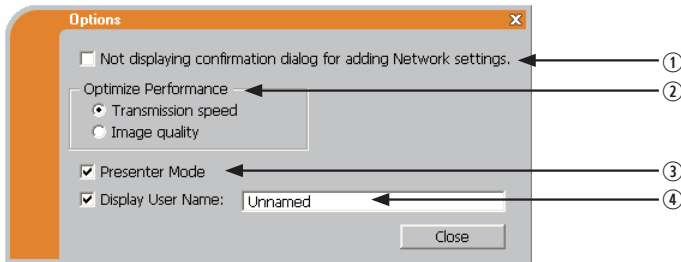 Options
Not displaying confirmation dialog for adding Network settings.
①
Optimize Performance
②
Transmission speed
Image quality
Presenter Mode
③
Display User Name: Unnamed
④
Close